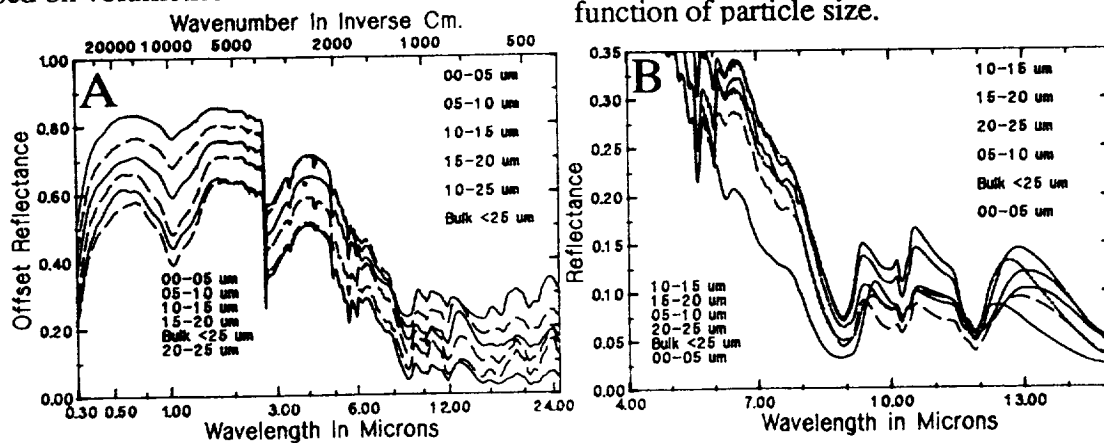 function of particle size.
Wavenumber in Inverse Cm.
20000 10000 5000 2000 1000 500
A
1.00
0.80
0.60
0.40
0.20
0.00
Offset Reflectance
00-05 um
05-10 um
10-15 um
15-20 um
10-25 um
Bulk <25 um
00-05 um
05-10 um
10-15 um
15-20 um
Bulk <25 um
20-25 um
0.30 0.50 1.00 3.00 6.00 12.00 24.00
Wavelength in Microns
B
0.35
0.30
0.25
0.20
0.15
0.10
0.05
0.00
Reflectance
10-15 um
15-20 um
20-25 um
05-10 um
Bulk <25 um
00-05 um
10-15 um
15-20 um
05-10 um
20-25 um
Bulk <25 um
00-05 um
4.00 7.00 10.00 13.00
Wavelength in Microns